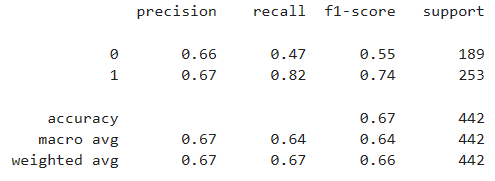 precision recall f1-score support
0 0.66 0.47 0.55 189
1 0.67 0.82 0.74 253
accuracy 0.67 442
macro avg 0.67 0.64 0.64 442
weighted avg 0.67 0.67 0.66 442